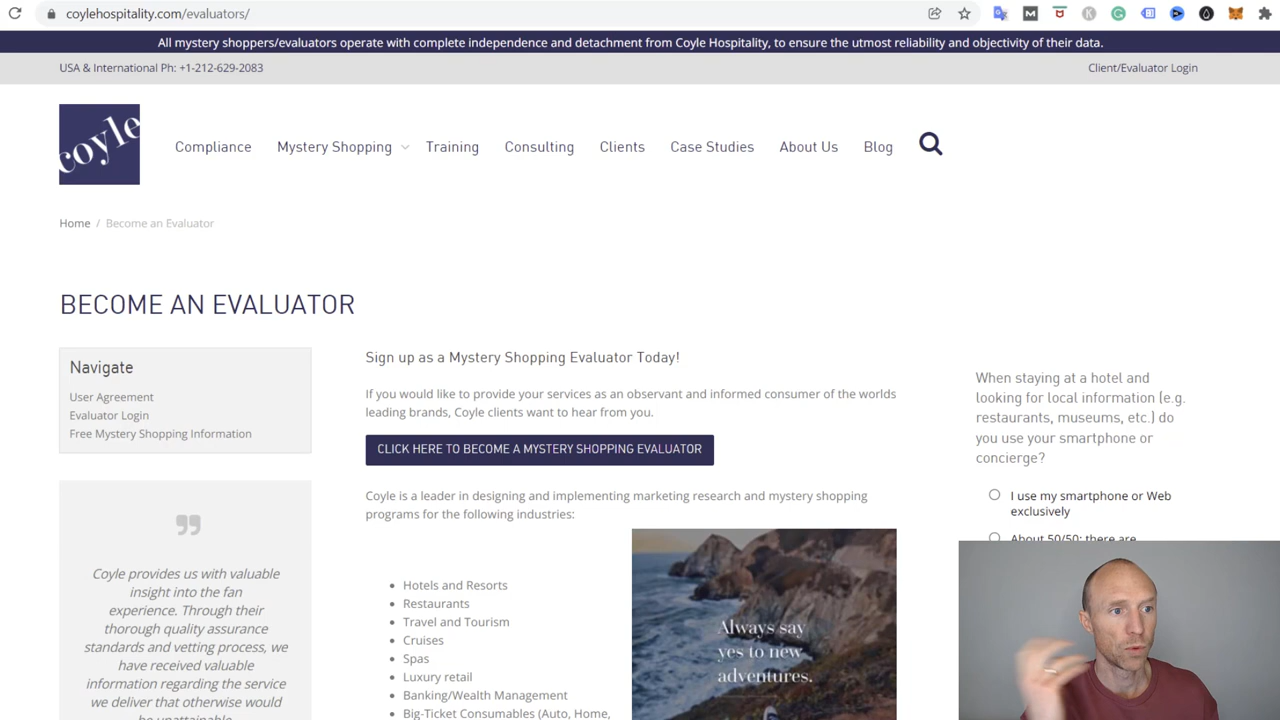 coylehospitality.com/evaluators/
All mystery shoppers/evaluators operate with complete independence and detachment from Coyle Hospitality, to ensure the utmost reliability and objectivity of their data.
USA & International Ph: +1-212-629-2083
Client/Evaluator Login
coyle
Compliance
Mystery Shopping
Training
Consulting
Clients
Case Studies
About Us
Blog
Home / Become an Evaluator
BECOME AN EVALUATOR
Navigate
User Agreement
Evaluator Login
Free Mystery Shopping Information
Coyle provides us with valuable
insight into the fan
experience. Through their
thorough quality assurance
standards and vetting process, we
have received valuable
information regarding the service
we deliver that otherwise would
be unattainable
Sign up as a Mystery Shopping Evaluator Today!
If you would like to provide your services as an observant and informed consumer of the worlds
leading brands, Coyle clients want to hear from you.
CLICK HERE TO BECOME A MYSTERY SHOPPING EVALUATOR
Coyle is a leader in designing and implementing marketing research and mystery shopping
programs for the following industries:
Hotels and Resorts
Restaurants
Travel and Tourism
Cruises
Spas
Luxury retail
Banking/Wealth Management
Big-Ticket Consumables (Auto, Home,
Always say
yes to new
adventures.
When staying at a hotel and
looking for local information (e.g.
restaurants, museums, etc.) do
you use your smartphone or
concierge?
I use my smartphone or Web
exclusively
About 50/50: there are